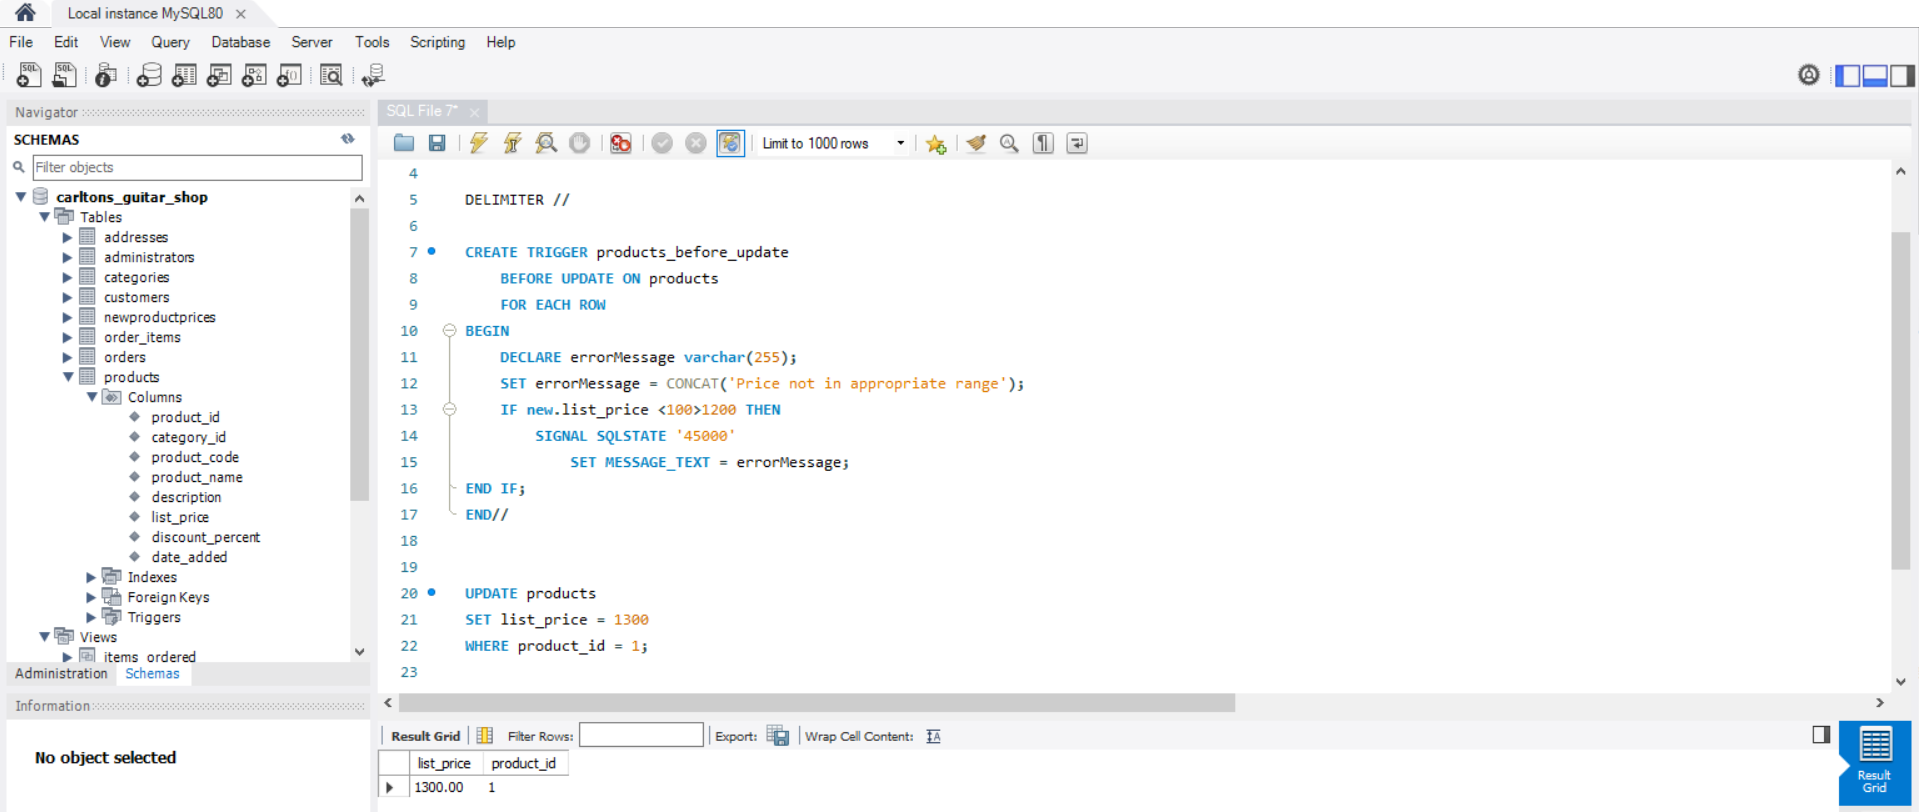 Local instance MySQL80
File Edit View Query Database Server Tools Scripting Help
Navigator
SCHEMAS
Filter objects
carltons_guitar_shop
Tables
addresses
administrators
categories
customers
newproductprices
order_items
orders
products
Columns
product_id
category_id
product_code
product_name
description
list_price
discount_percent
date_added
Indexes
Foreign Keys
Triggers
Views
items_ordered
Administration Schemas
Information
No object selected
SQL File 7*
Limit to 1000 rows
4
5 DELIMITER //
6
7 CREATE TRIGGER products_before_update
8 BEFORE UPDATE ON products
9 FOR EACH ROW
10 BEGIN
11 DECLARE errorMessage varchar(255);
12 SET errorMessage = CONCAT('Price not in appropriate range');
13 IF new.list_price <100>1200 THEN
14 SIGNAL SQLSTATE '45000'
15 SET MESSAGE_TEXT = errorMessage;
16 END IF;
17 END//
18
19
20 UPDATE products
21 SET list_price = 1300
22 WHERE product_id = 1;
23
Result Grid Filter Rows: Export: Wrap Cell Content:
list_price product_id
1300.00 1
Result
Grid